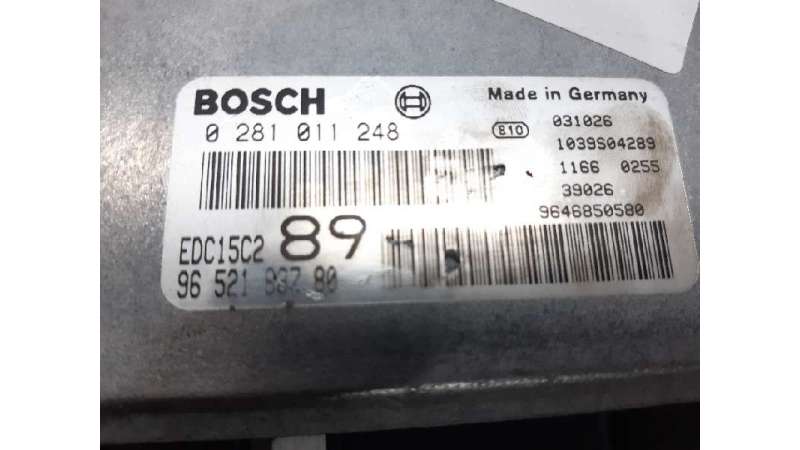 BOSCH
Made in Germany
0 281 011 248
810
031026
1039S04289
1166 0255
39026
9646850580
EDC15C2 89
96 521 837 80